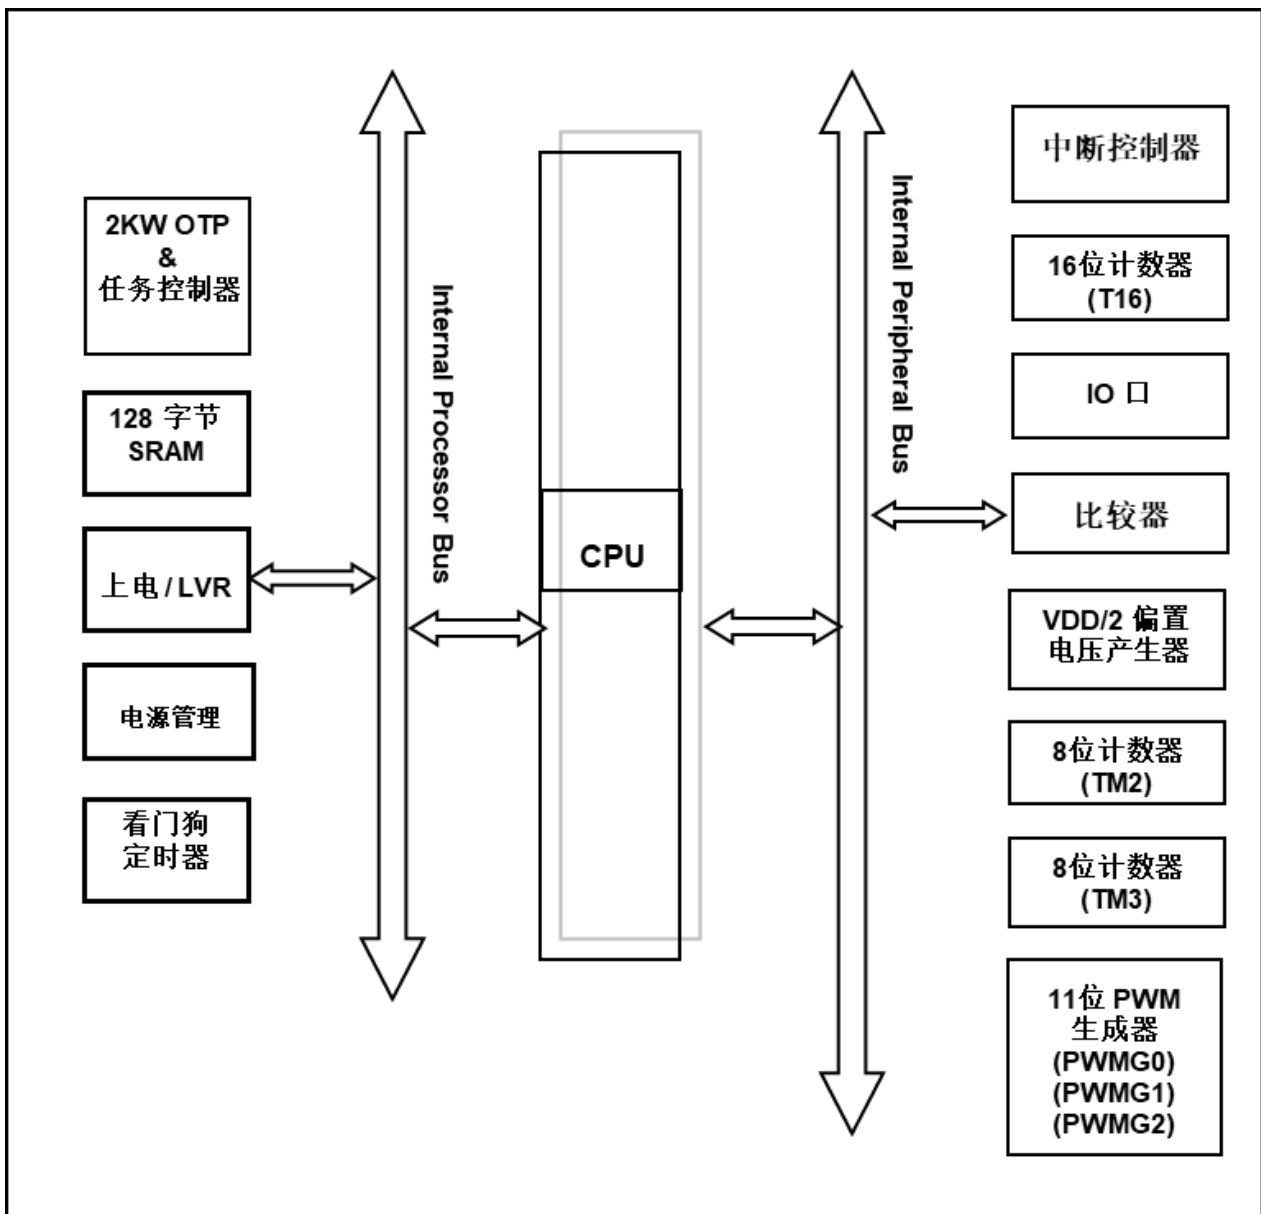 2KW OTP
&
任务控制器
128 字节
SRAM
上电 / LVR
电源管理
看门狗
定时器
Internal Processor Bus
CPU
Internal Peripheral Bus
中断控制器
16位计数器
(T16)
IO 口
比较器
VDD/2 偏置
电压产生器
8位计数器
(TM2)
8位计数器
(TM3)
11位 PWM
生成器
(PWMG0)
(PWMG1)
(PWMG2)